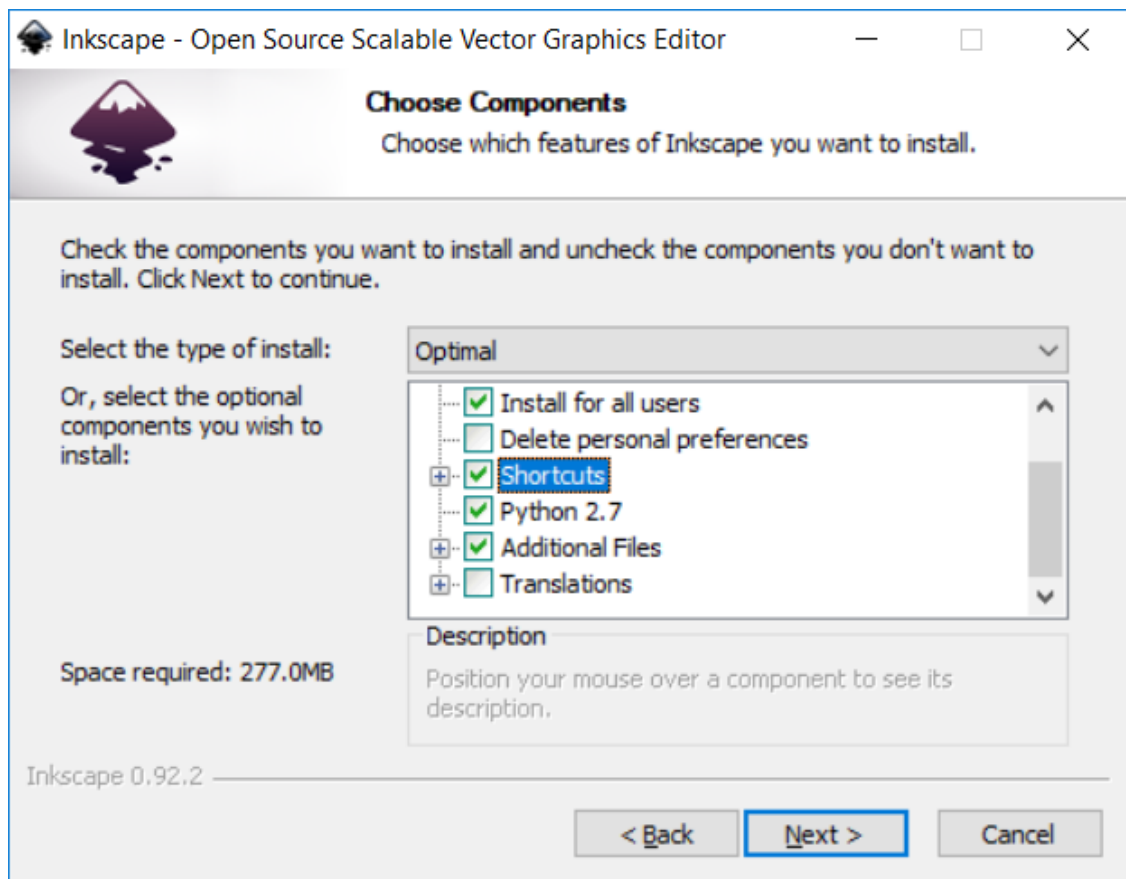 Inkscape - Open Source Scalable Vector Graphics Editor
Choose Components
Choose which features of Inkscape you want to install.
Check the components you want to install and uncheck the components you don't want to
install. Click Next to continue.
Select the type of install:
Optimal
Or, select the optional
components you wish to
install:
Install for all users
Delete personal preferences
Shortcuts
Python 2.7
Additional Files
Translations
Space required: 277.0MB
Description
Position your mouse over a component to see its
description.
Inkscape 0.92.2
< Back
Next >
Cancel